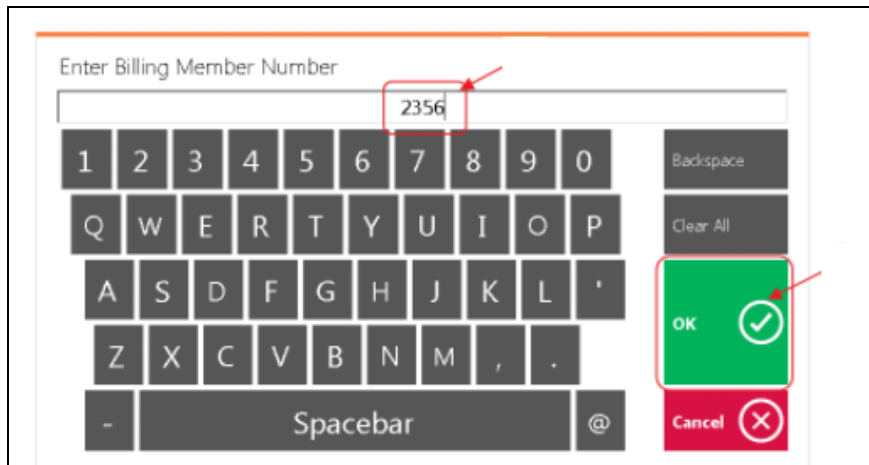 Enter Billing Member Number
2356
1 2 3 4 5 6 7 8 9 0 Backspace
Q W E R T Y U I O P Clear All
A S D F G H J K L '
OK
Z X C V B N M , .
- Spacebar @ Cancel